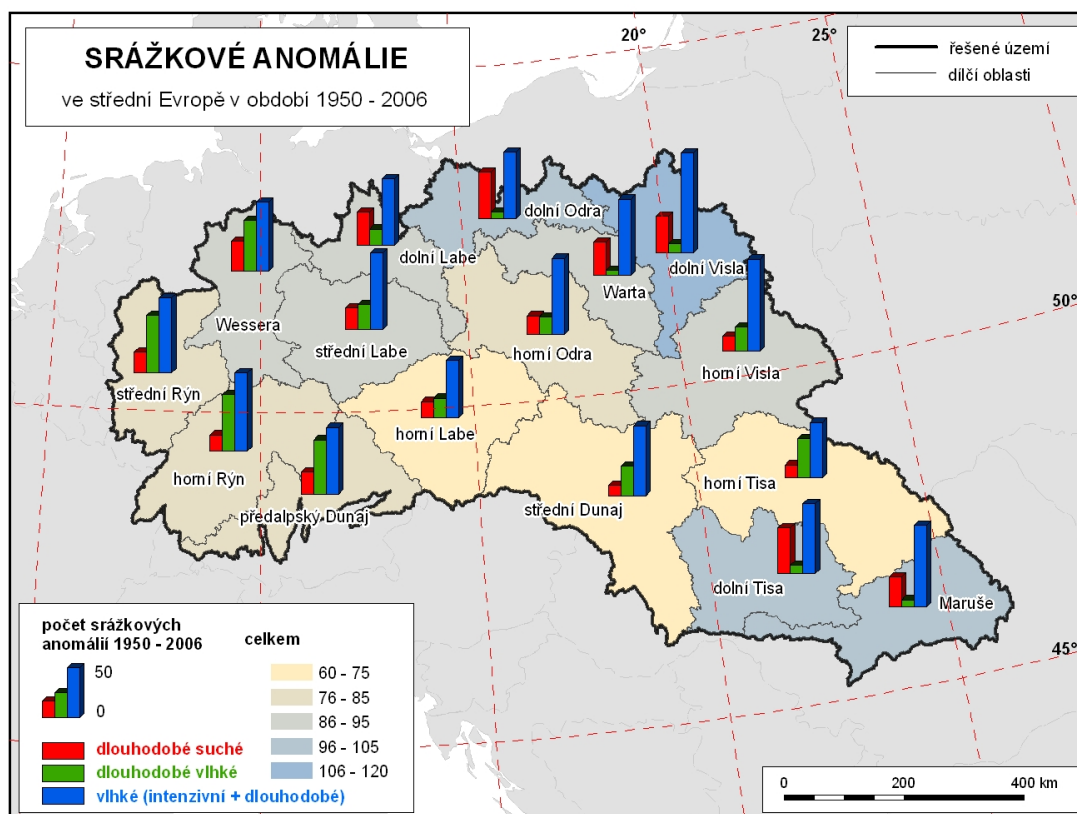 SRÁŽKOVÉ ANOMÁLIE
ve střední Evropě v období 1950 - 2006
20°
25°
řešené území
dílčí oblasti
dolní Odra
dolní Labe
dolní Visla
Warta
50°
Wessera
střední Labe
horní Odra
horní Visla
střední Rýn
horní Labe
horní Rýn
horní Tisa
střední Dunaj
předalpský Dunaj
dolní Tisa
Maruše
45°
počet srážkových
anomálií 1950 - 2006
celkem
50
0
60 - 75
76 - 85
86 - 95
96 - 105
106 - 120
dlouhodobé suché
dlouhodobé vlhké
vlhké (intenzivní + dlouhodobé)
0 200 400 km